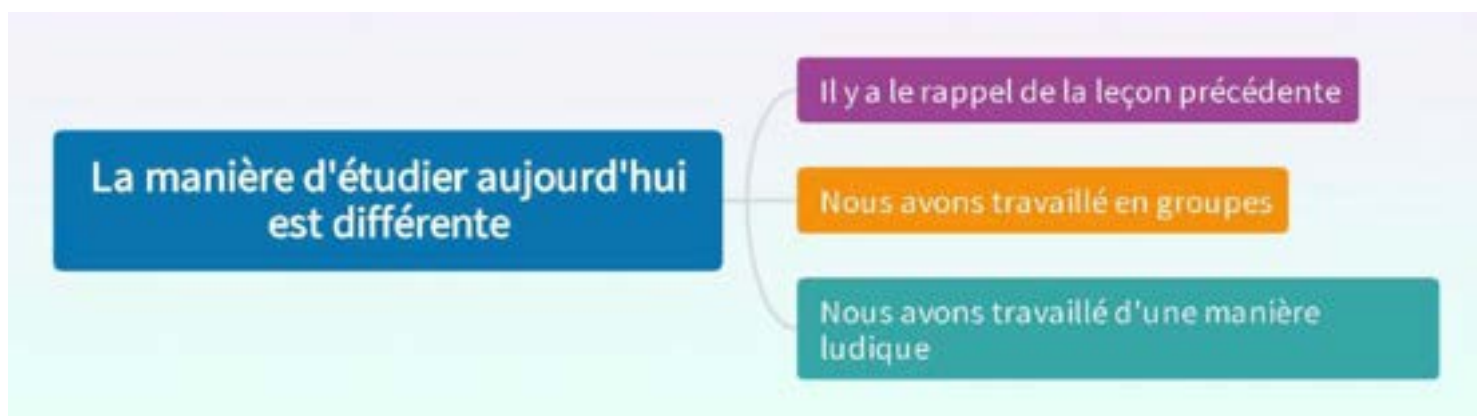 La manière d'étudier aujourd'hui
est différente
Il y a le rappel de la leçon précédente
Nous avons travaillé en groupes
Nous avons travaillé d'une manière
ludique